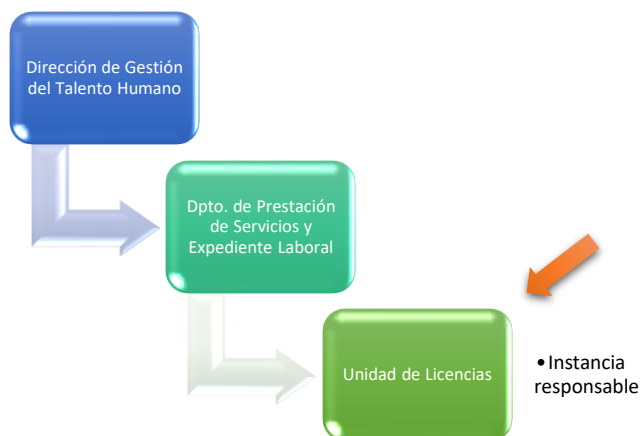 Dirección de Gestión
del Talento Humano
Dpto. de Prestación
de Servicios y
Expediente Laboral
Unidad de Licencias
•Instancia
responsable